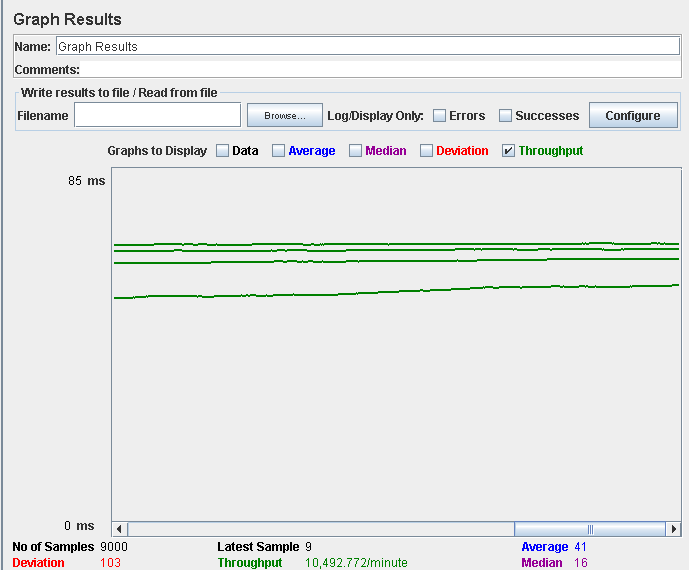 Graph Results
Name: Graph Results
Comments:
Write results to file / Read from file
Filename Browse... Log/Display Only: Errors Successes Configure
Graphs to Display Data Average Median Deviation Throughput
85 ms
0 ms
No of Samples 9000 Latest Sample 9 Average 41
Deviation 103 Throughput 10,492.772/minute Median 16